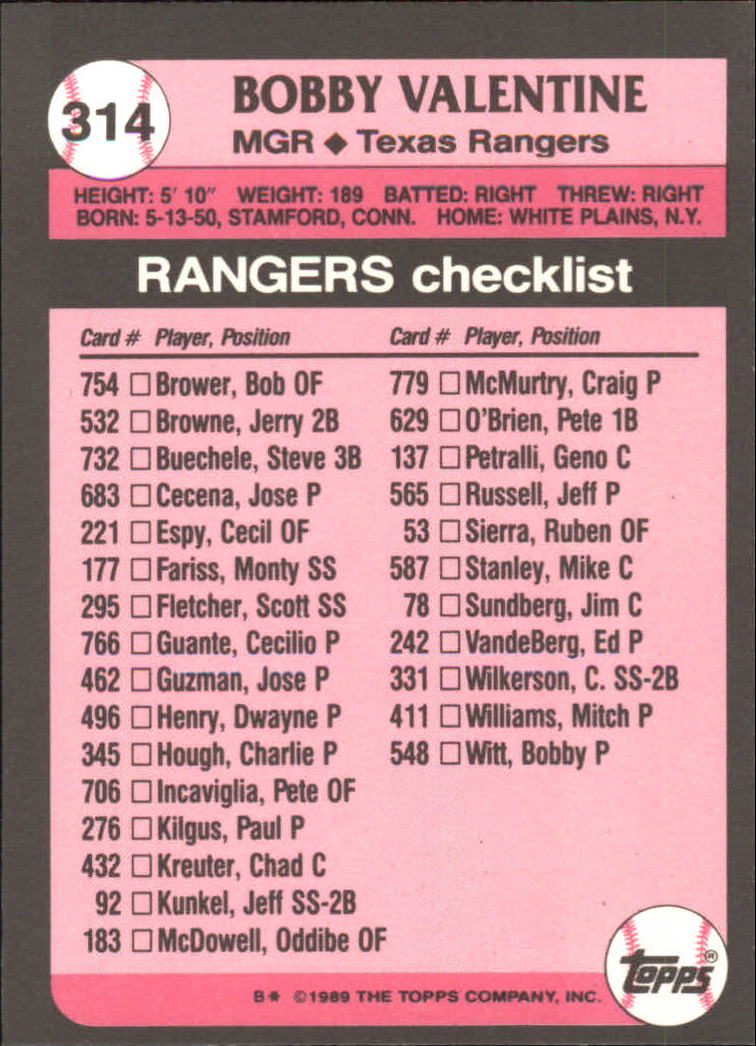 314
BOBBY VALENTINE
MGR ◆ Texas Rangers
HEIGHT: 5' 10" WEIGHT: 189 BATTED: RIGHT THREW: RIGHT
BORN: 5-13-50, STAMFORD, CONN. HOME: WHITE PLAINS, N.Y.
RANGERS checklist
Card # Player, Position
754 □ Brower, Bob OF
532 □ Browne, Jerry 2B
732 □ Buechele, Steve 3B
683 □ Cecena, Jose P
221 □ Espy, Cecil OF
177 □ Fariss, Monty SS
295 □ Fletcher, Scott SS
766 □ Guante, Cecilio P
462 □ Guzman, Jose P
496 □ Henry, Dwayne P
345 □ Hough, Charlie P
706 □ Incaviglia, Pete OF
276 □ Kilgus, Paul P
432 □ Kreuter, Chad C
92 □ Kunkel, Jeff SS-2B
183 □ McDowell, Oddibe OF
Card # Player, Position
779 □ McMurtry, Craig P
629 □ O'Brien, Pete 1B
137 □ Petralli, Geno C
565 □ Russell, Jeff P
53 □ Sierra, Ruben OF
587 □ Stanley, Mike C
78 □ Sundberg, Jim C
242 □ VandeBerg, Ed P
331 □ Wilkerson, C. SS-2B
411 □ Williams, Mitch P
548 □ Witt, Bobby P
topps®
B* ©1989 THE TOPPS COMPANY, INC.